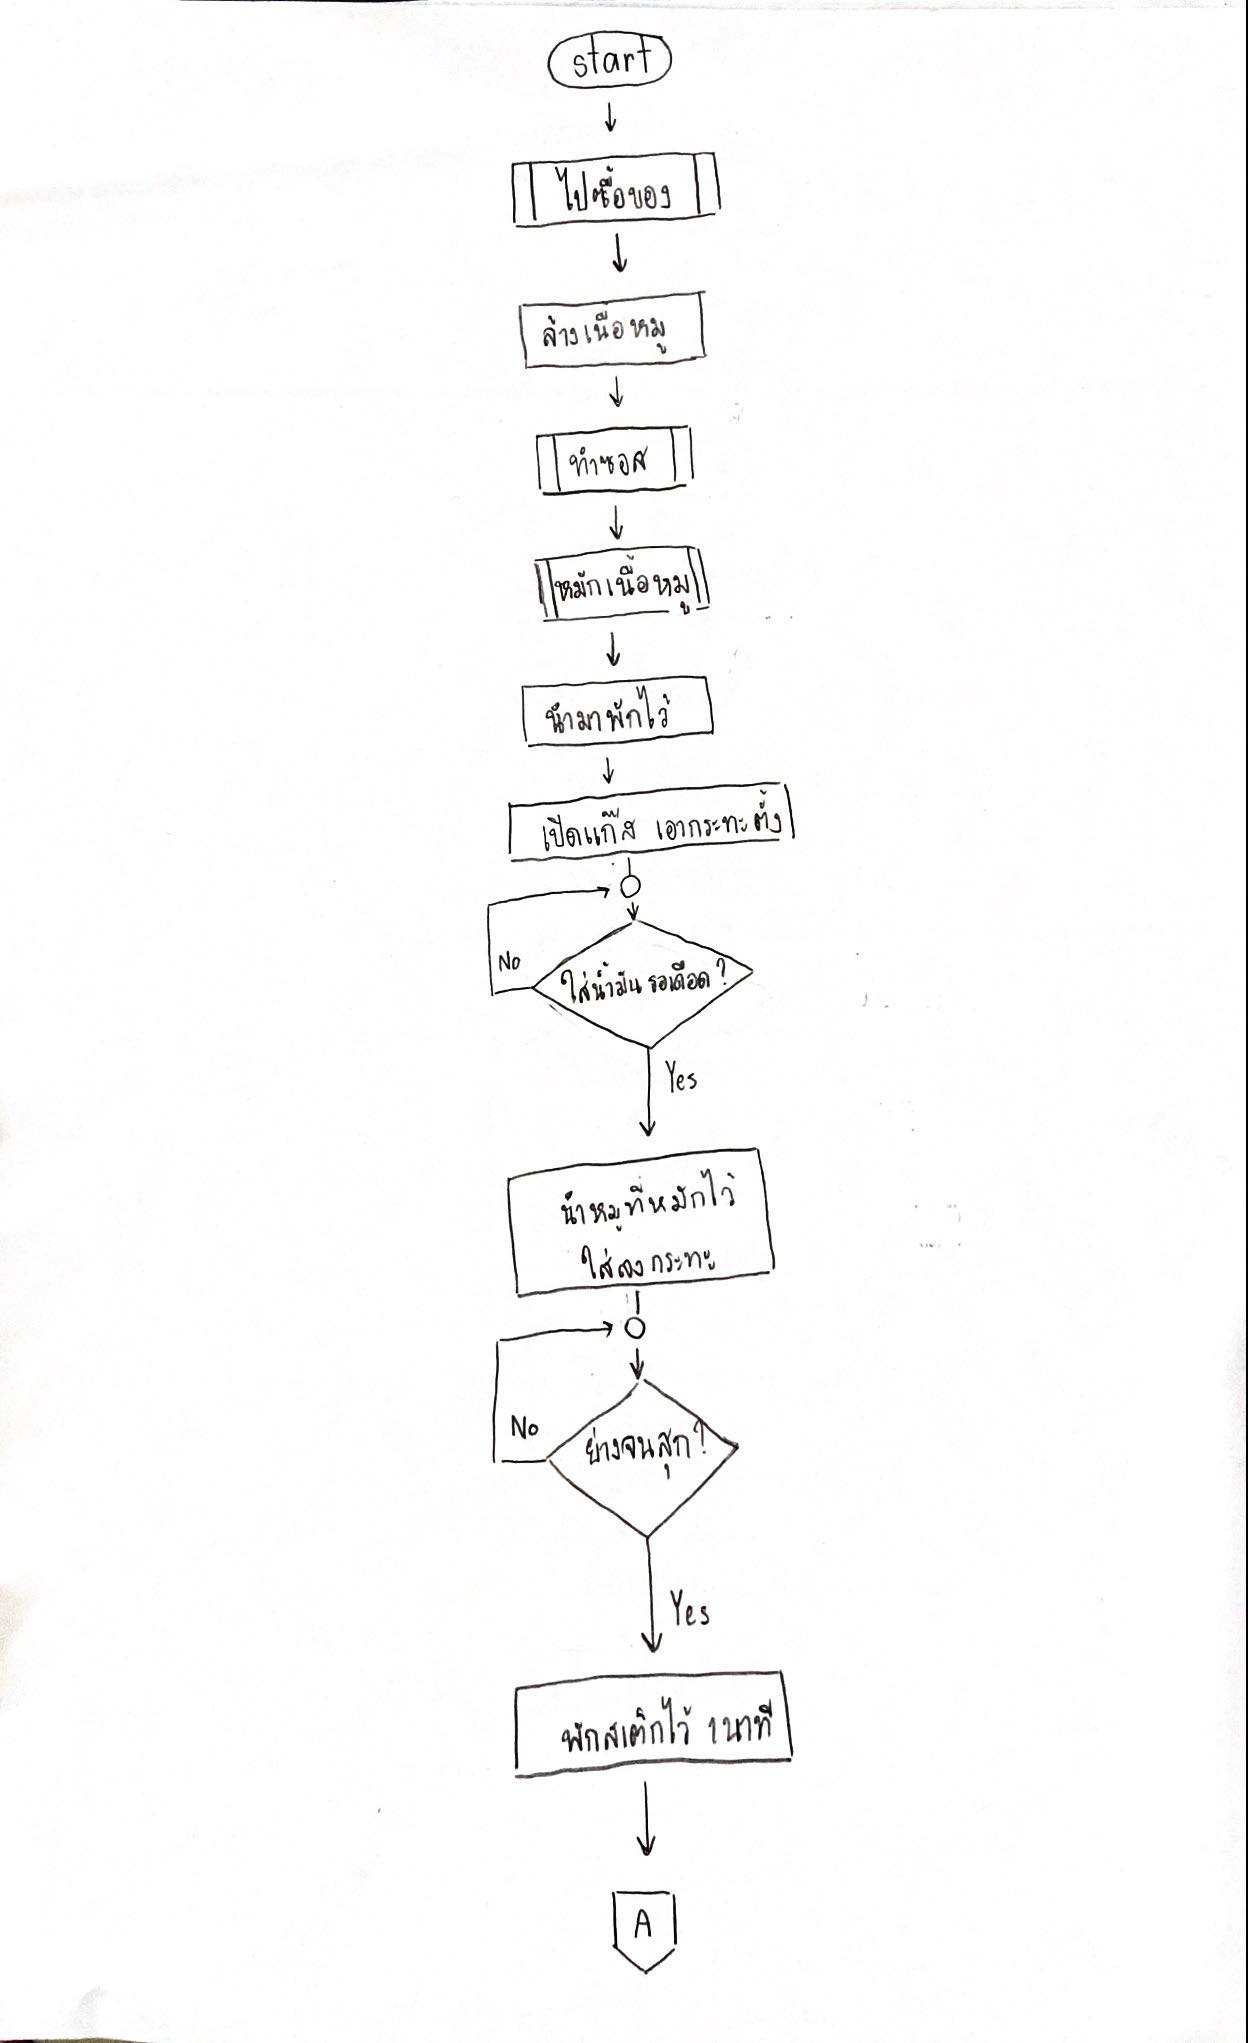 start
ไปซื้อของ
ล้างเนื้อหมู
ทำซอส
หมักเนื้อหมู
นำมาพักไว้
เปิดแก๊ส เอากระทะตั้ง
No
ใส่น้ำมัน รอเดือด?
Yes
นำหมูที่หมักไว้
ใส่ลงกระทะ
No
ย่างจนสุก?
Yes
พักสเต็กไว้ 1นาที
A